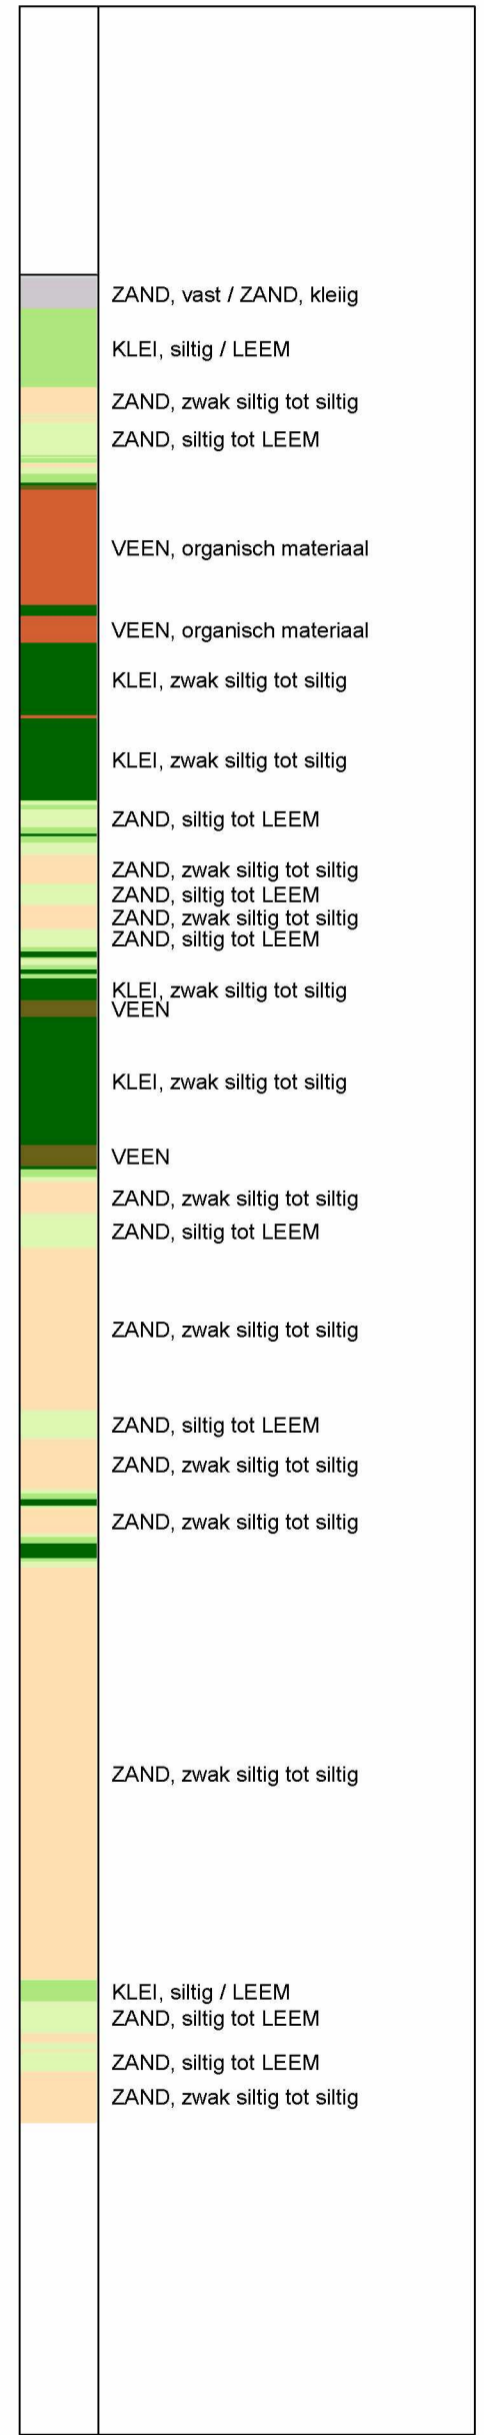 ZAND, vast / ZAND, kleiig
KLEI, siltig / LEEM
ZAND, zwak siltig tot siltig
ZAND, siltig tot LEEM
VEEN, organisch materiaal
VEEN, organisch materiaal
KLEI, zwak siltig tot siltig
KLEI, zwak siltig tot siltig
ZAND, siltig tot LEEM
ZAND, zwak siltig tot siltig
ZAND, siltig tot LEEM
ZAND, zwak siltig tot siltig
ZAND, siltig tot LEEM
KLEI, zwak siltig tot siltig
VEEN
KLEI, zwak siltig tot siltig
VEEN
ZAND, zwak siltig tot siltig
ZAND, siltig tot LEEM
ZAND, zwak siltig tot siltig
ZAND, siltig tot LEEM
ZAND, zwak siltig tot siltig
ZAND, zwak siltig tot siltig
ZAND, zwak siltig tot siltig
KLEI, siltig / LEEM
ZAND, siltig tot LEEM
ZAND, siltig tot LEEM
ZAND, zwak siltig tot siltig